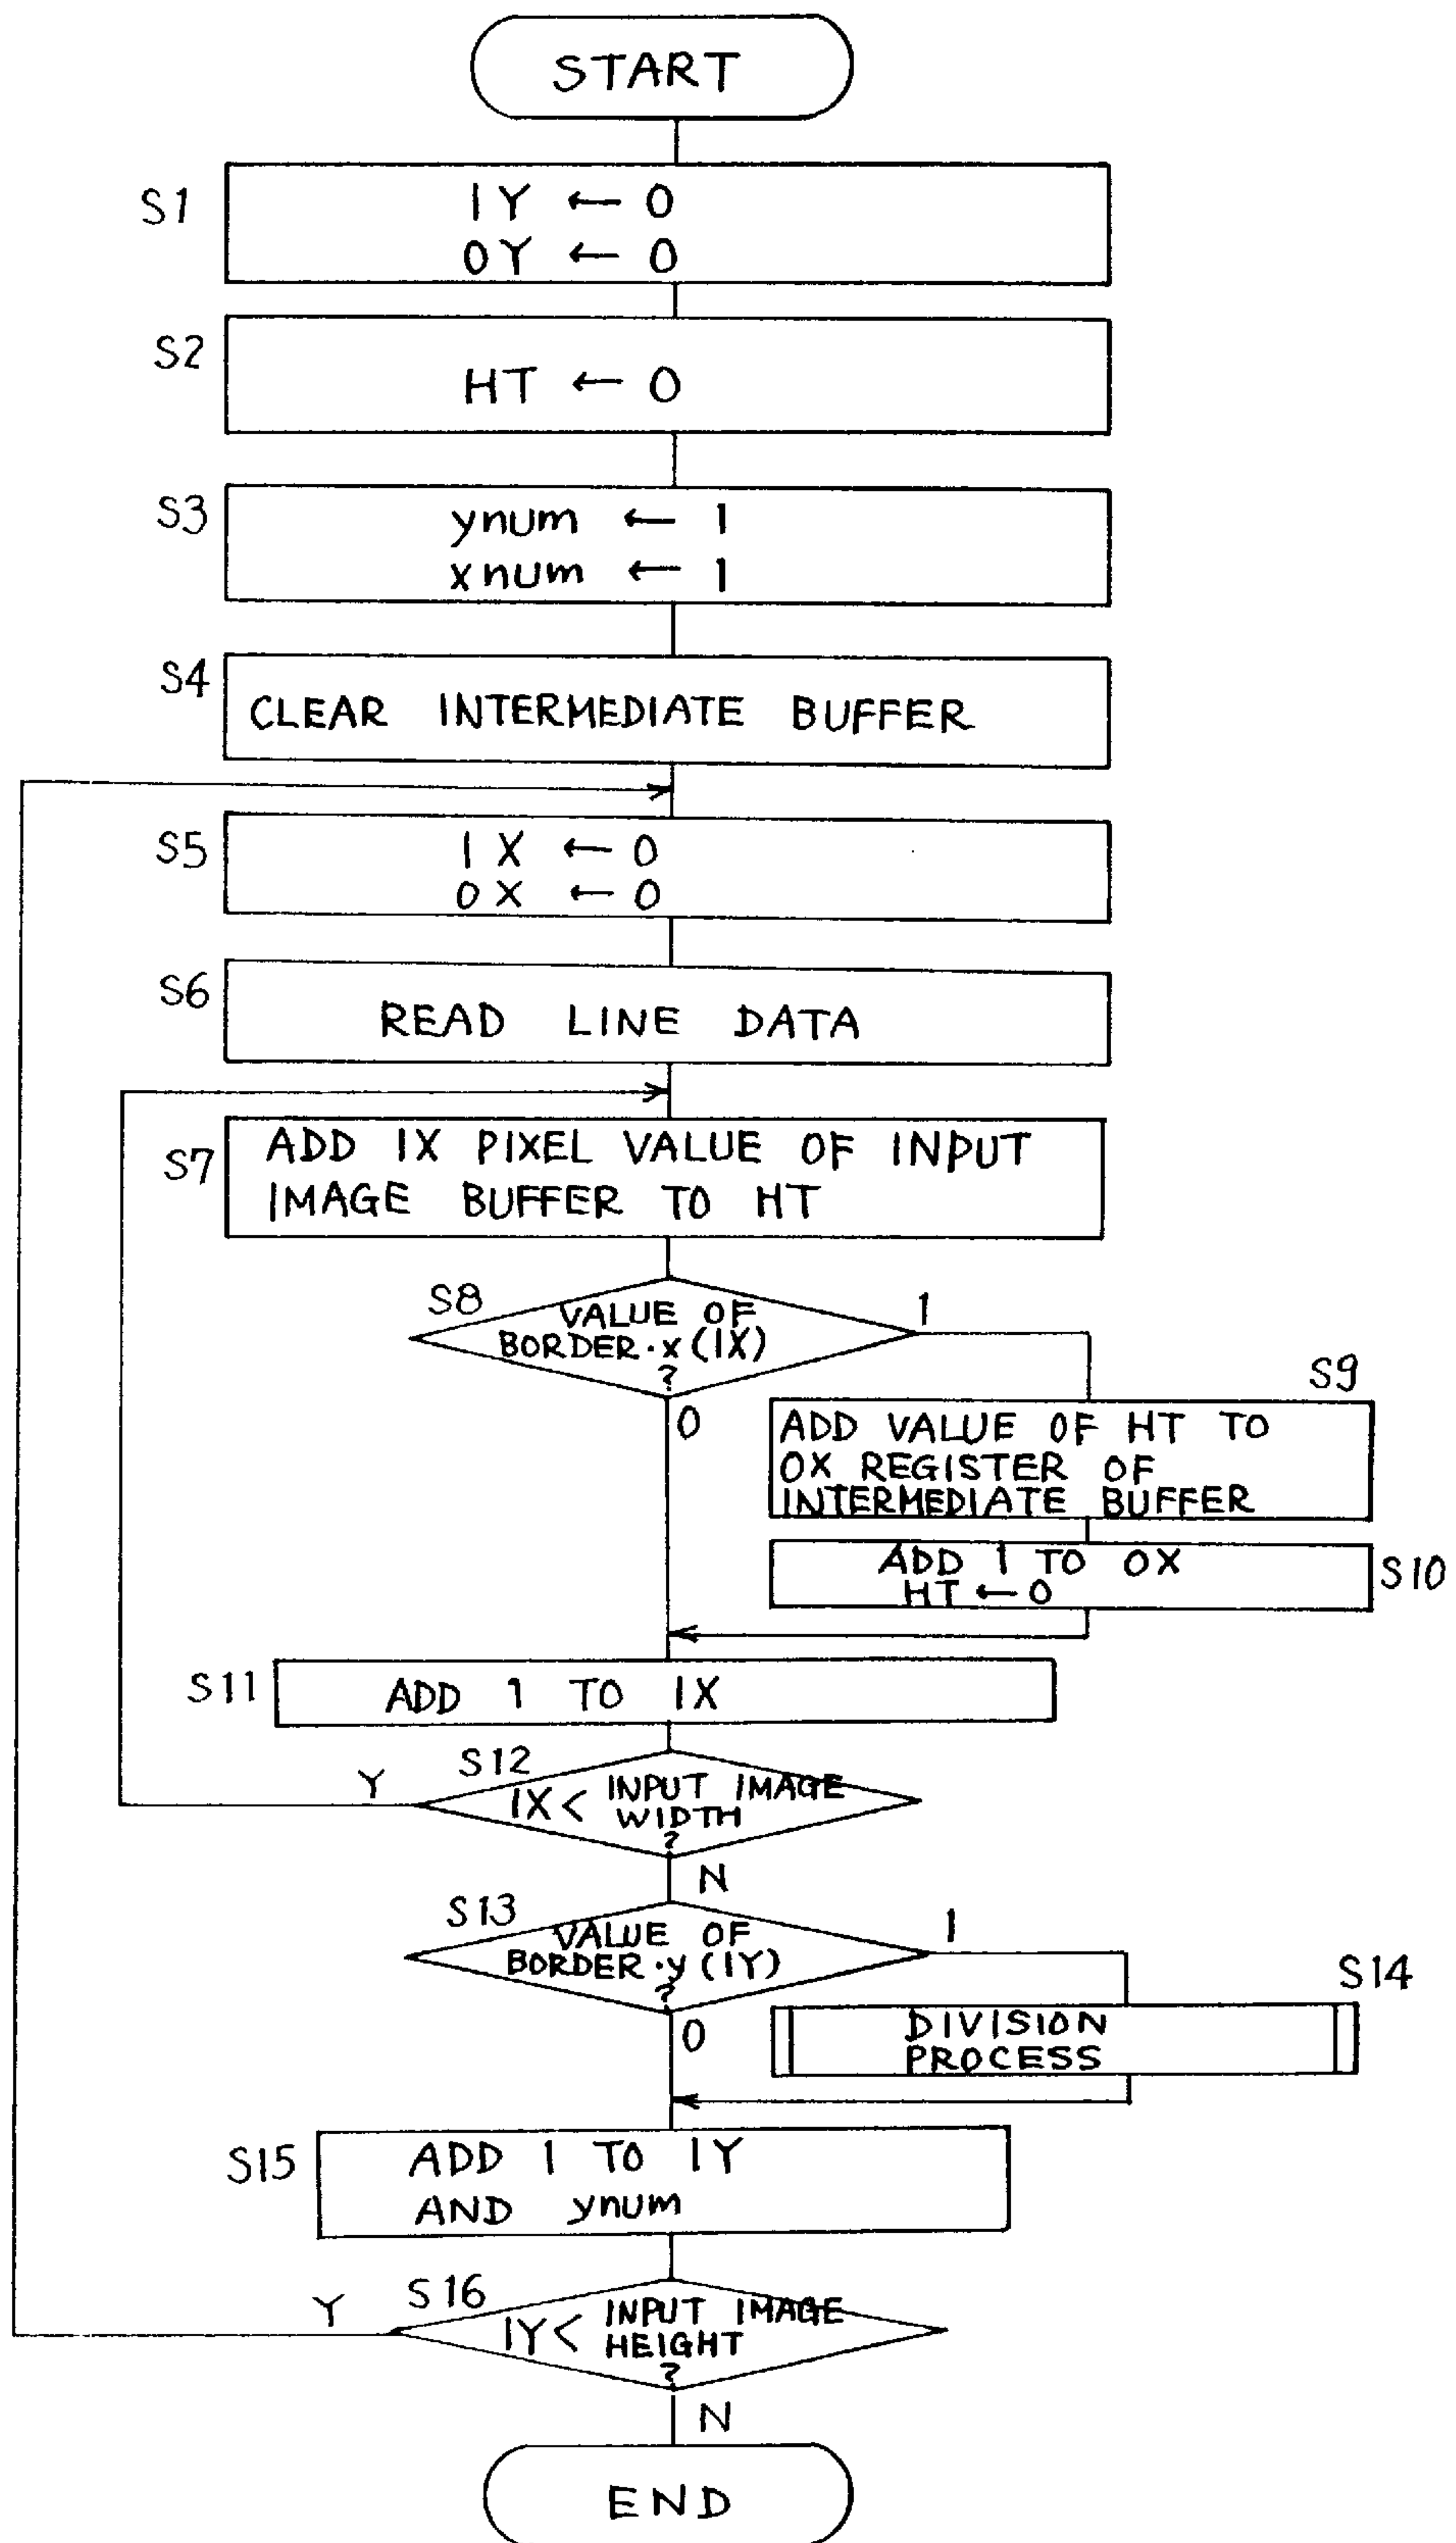 START
S1
IY ← 0
OY ← 0
S2
HT ← 0
S3
ynum ← 1
xnum ← 1
S4
CLEAR INTERMEDIATE BUFFER
S5
IX ← 0
OX ← 0
S6
READ LINE DATA
S7
ADD IX PIXEL VALUE OF INPUT
IMAGE BUFFER TO HT
S8
VALUE OF
BORDER·x(IX)
?
1
0
S9
ADD VALUE OF HT TO
OX REGISTER OF
INTERMEDIATE BUFFER
S10
ADD 1 TO OX
HT ← 0
S11
ADD 1 TO IX
S12
IX < INPUT IMAGE
WIDTH
?
Y
N
S13
VALUE OF
BORDER·y(IY)
?
1
0
S14
DIVISION
PROCESS
S15
ADD 1 TO IY
AND ynum
S16
IY < INPUT IMAGE
HEIGHT
?
Y
N
END